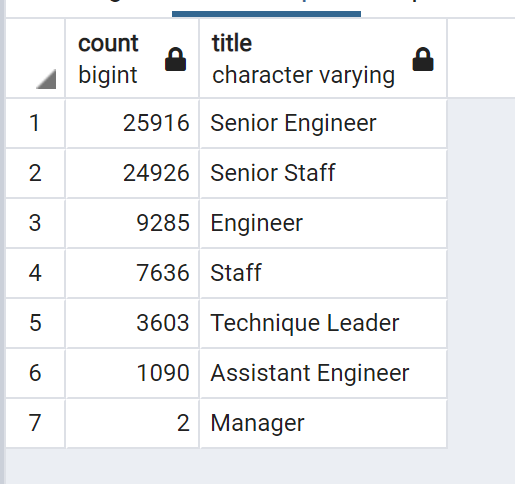 count title
bigint character varying
1 25916 Senior Engineer
2 24926 Senior Staff
3 9285 Engineer
4 7636 Staff
5 3603 Technique Leader
6 1090 Assistant Engineer
7 2 Manager